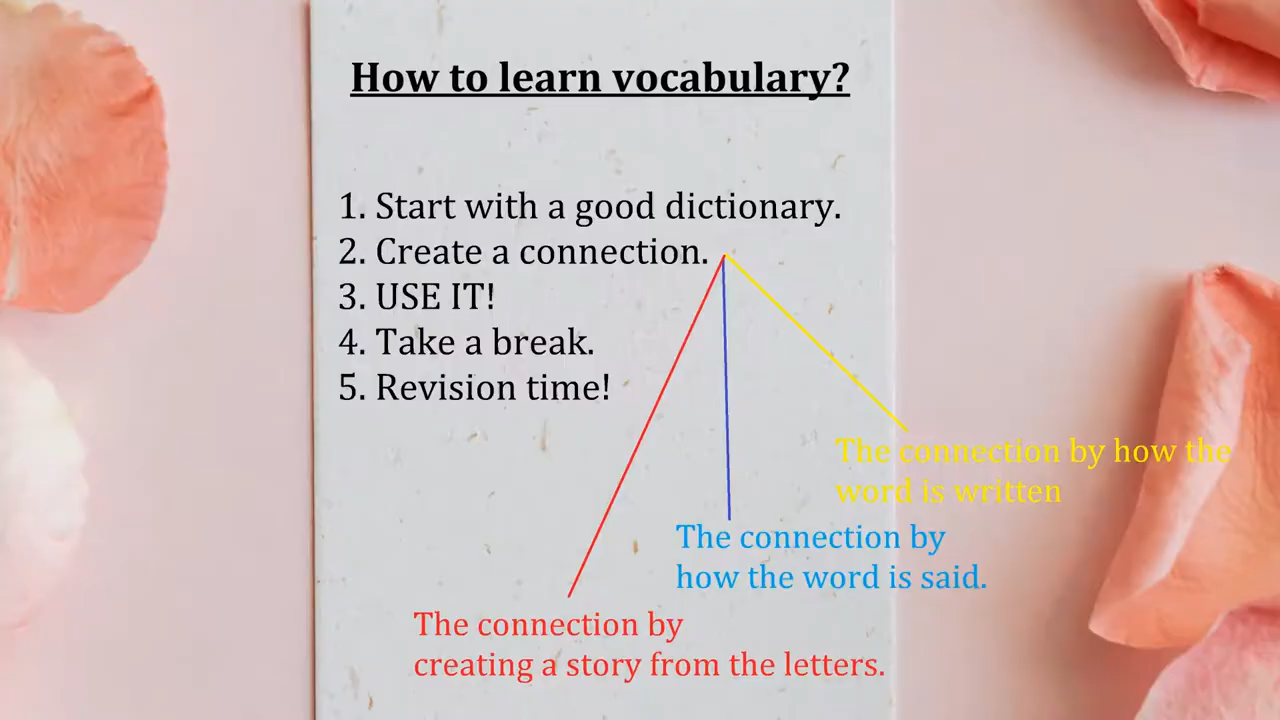 How to learn vocabulary?
1. Start with a good dictionary.
2. Create a connection.
3. USE IT!
4. Take a break.
5. Revision time!
The connection by how the
word is written
The connection by
how the word is said.
The connection by
creating a story from the letters.